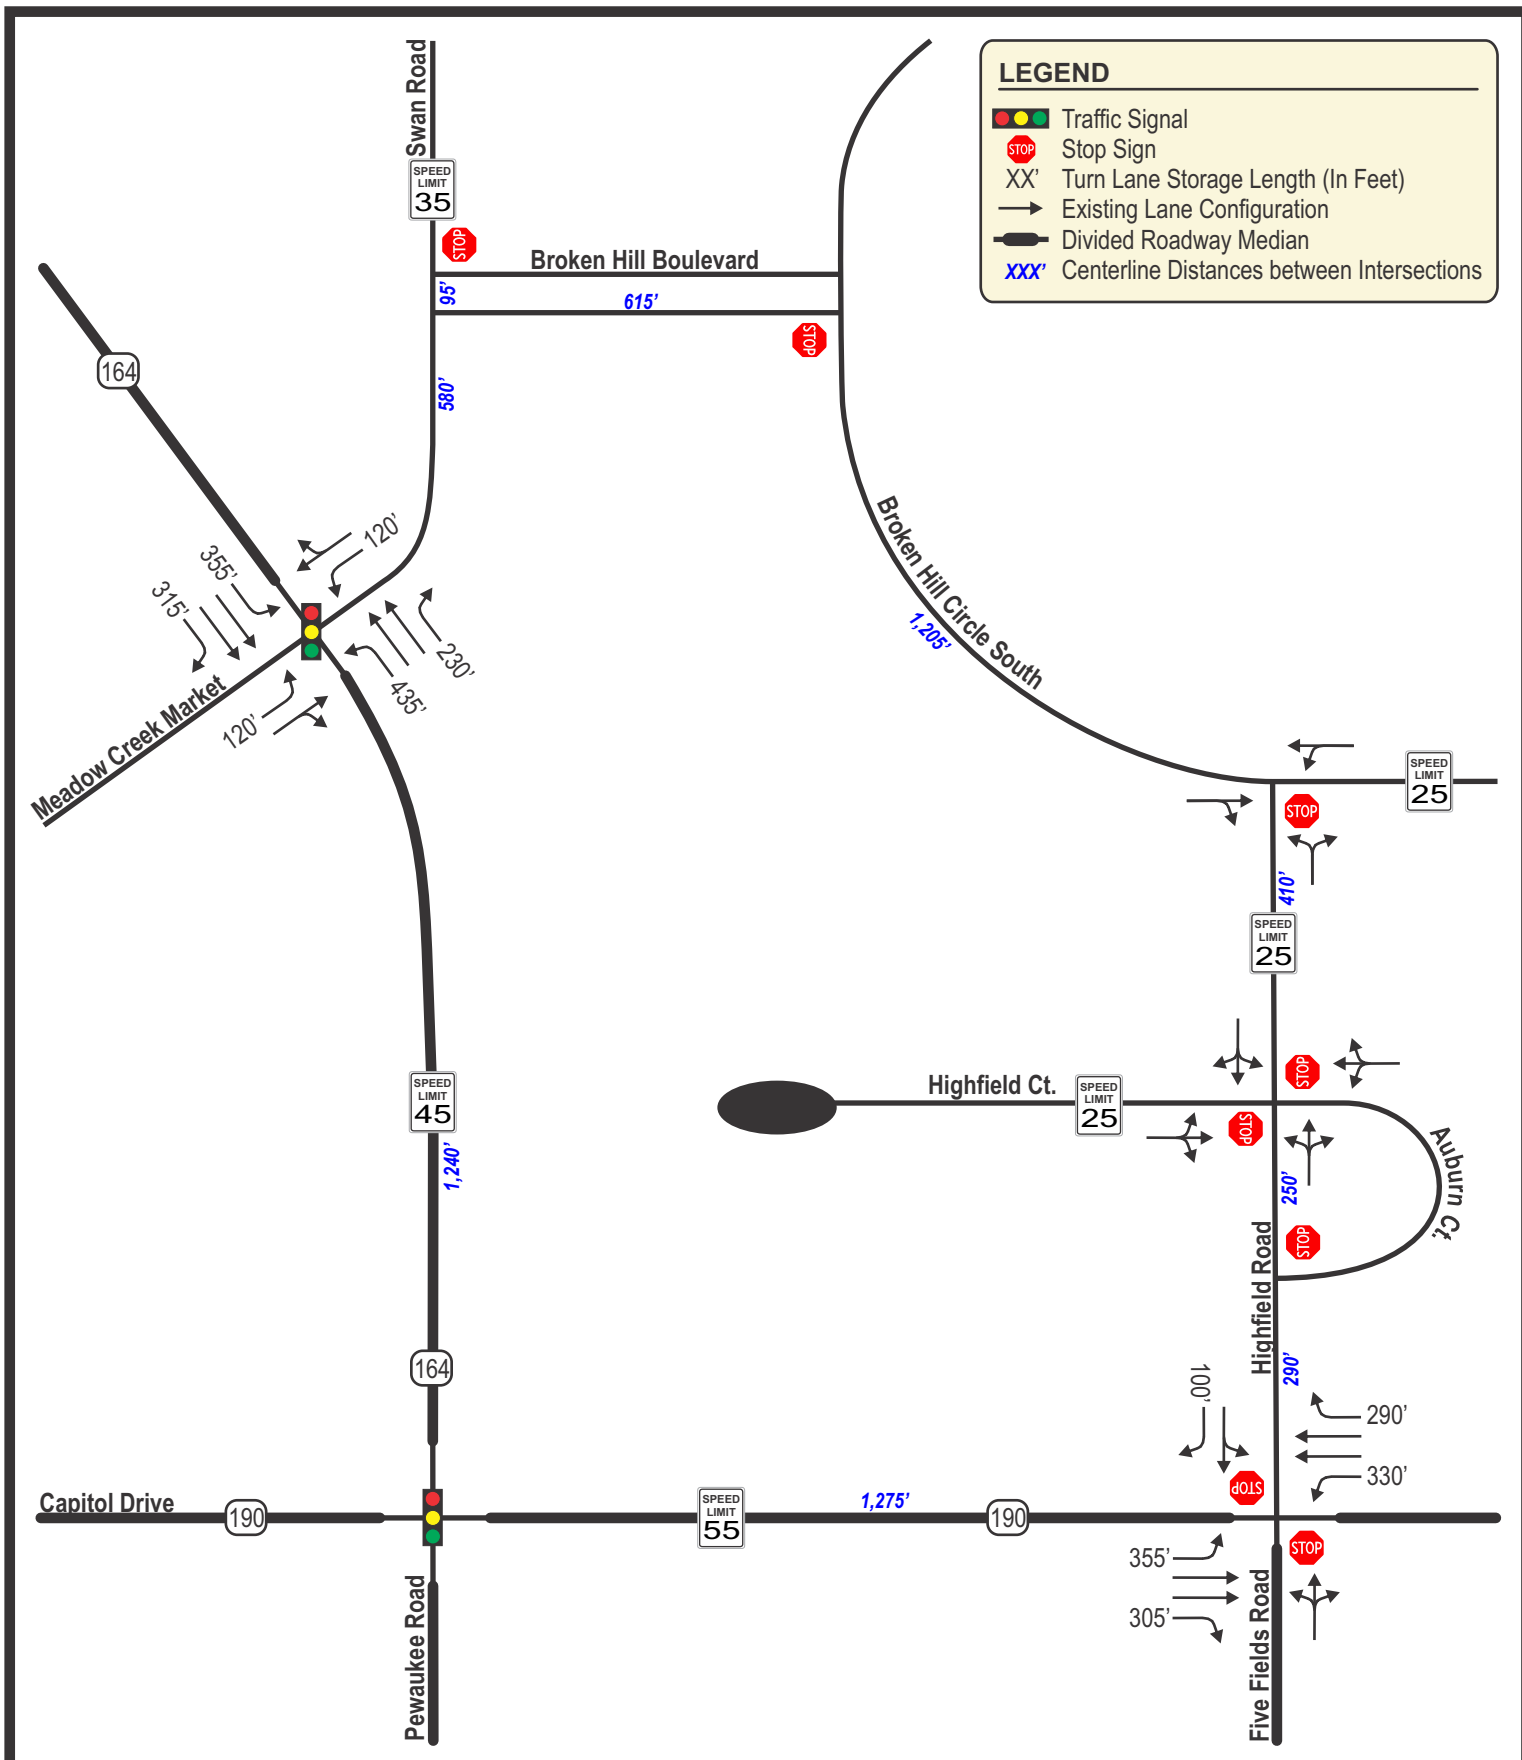 LEGEND
Traffic Signal
STOP Stop Sign
XX' Turn Lane Storage Length (In Feet)
Existing Lane Configuration
Divided Roadway Median
XXX' Centerline Distances between Intersections
Swan Road
SPEED
LIMIT
35
STOP
Broken Hill Boulevard
95'
615'
STOP
164
580'
120'
355'
315'
230'
435'
120'
Meadow Creek Market
Broken Hill Circle South
1,205'
SPEED
LIMIT
25
STOP
410'
SPEED
LIMIT
25
STOP
Highfield Ct.
SPEED
LIMIT
25
STOP
SPEED
LIMIT
45
1,240'
Auburn Ct.
250'
STOP
Highfield Road
164
290'
100'
290'
330'
STOP
Capitol Drive
190
SPEED
LIMIT
55
1,275'
190
STOP
355'
305'
Pewaukee Road
Five Fields Road